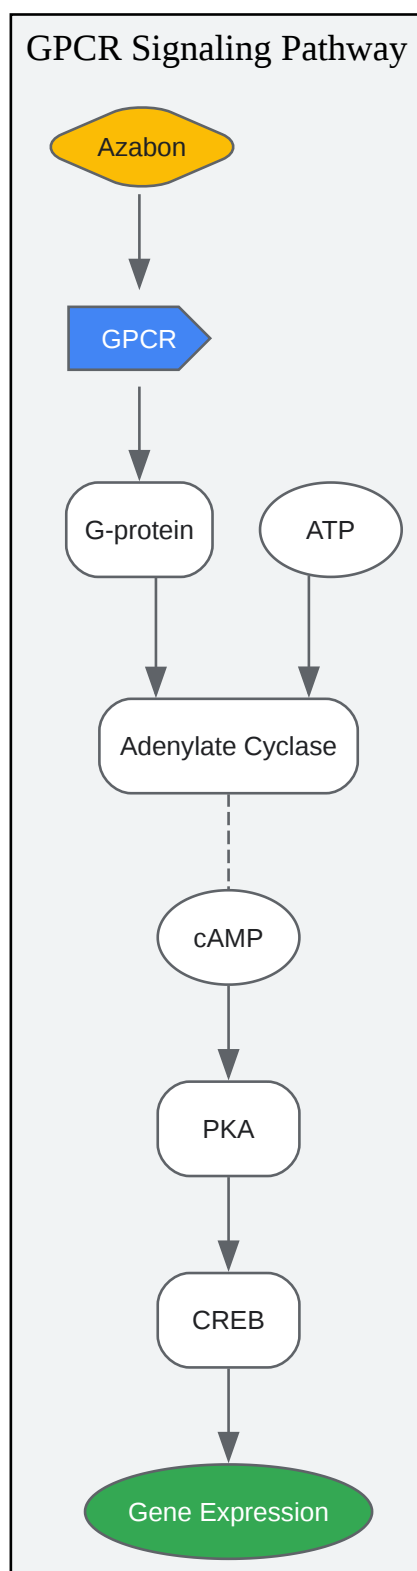 GPCR Signaling Pathway
Azabon
GPCR
G-protein
ATP
Adenylate Cyclase
cAMP
PKA
CREB
Gene Expression